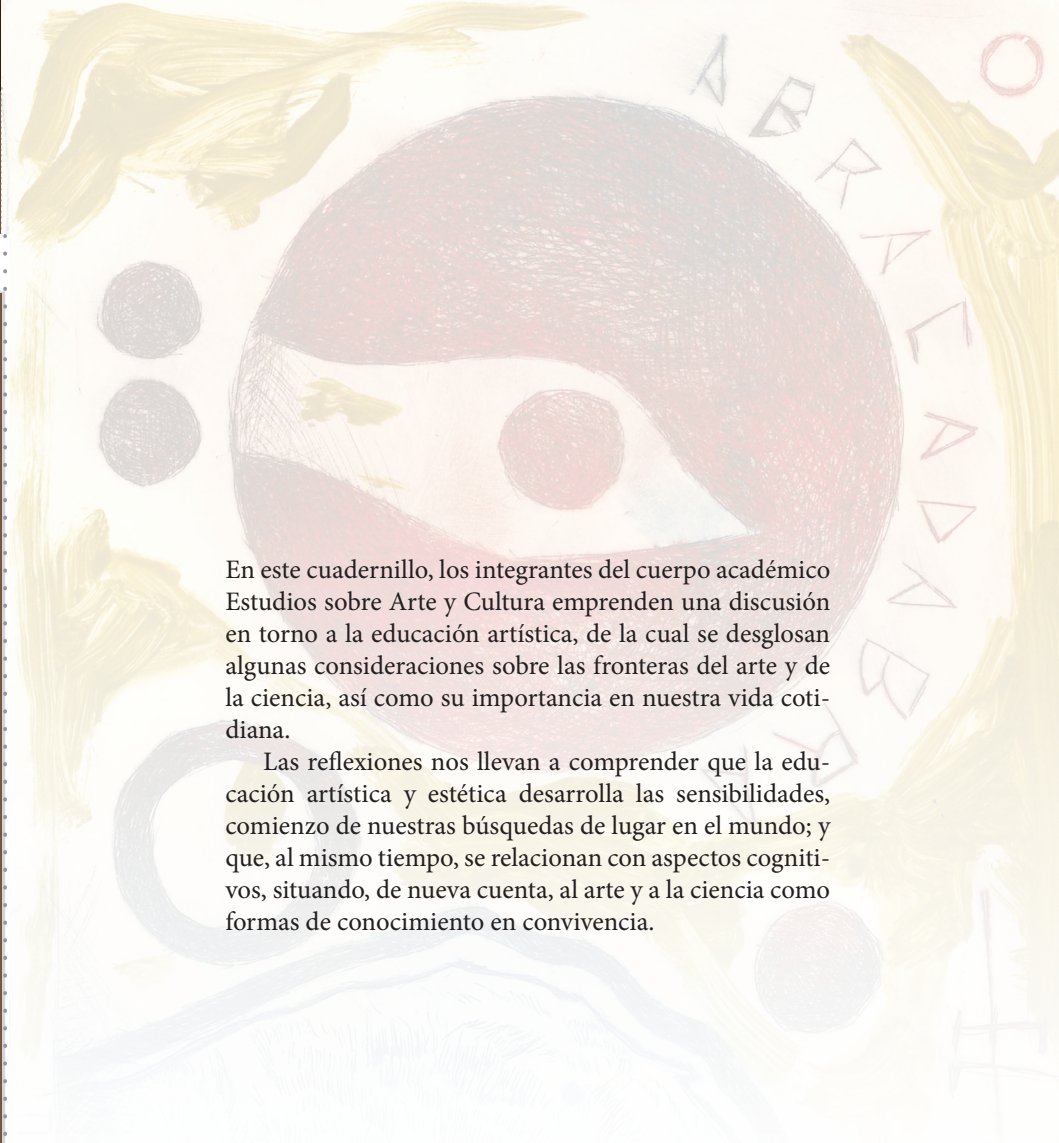 ABRACADABRA
En este cuadernillo, los integrantes del cuerpo académico
Estudios sobre Arte y Cultura emprenden una discusión
en torno a la educación artística, de la cual se desglosan
algunas consideraciones sobre las fronteras del arte y de
la ciencia, así como su importancia en nuestra vida coti-
diana.
Las reflexiones nos llevan a comprender que la edu-
cación artística y estética desarrolla las sensibilidades,
comienzo de nuestras búsquedas de lugar en el mundo; y
que, al mismo tiempo, se relacionan con aspectos cogniti-
vos, situando, de nueva cuenta, al arte y a la ciencia como
formas de conocimiento en convivencia.